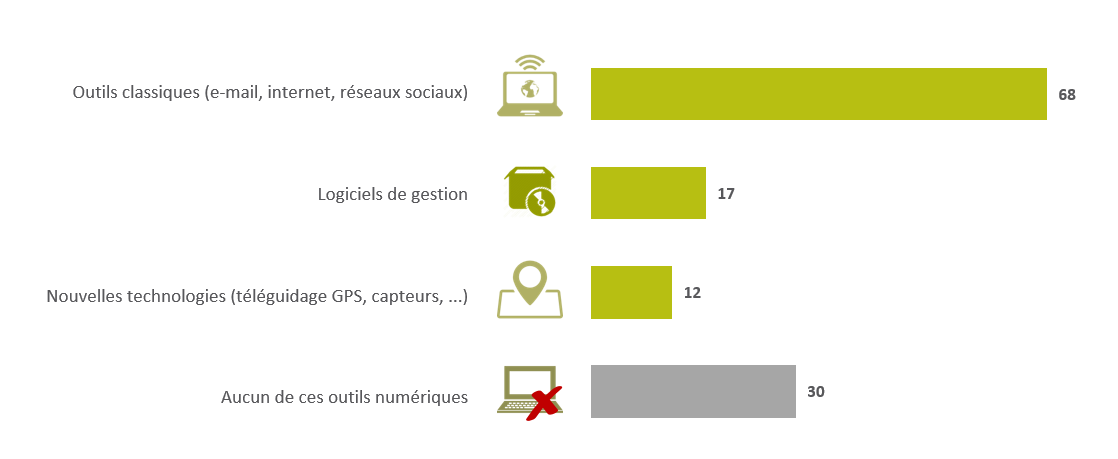 Outils classiques (e-mail, internet, réseaux sociaux)
68
Logiciels de gestion
17
Nouvelles technologies (téléguidage GPS, capteurs, ...)
12
Aucun de ces outils numériques
30